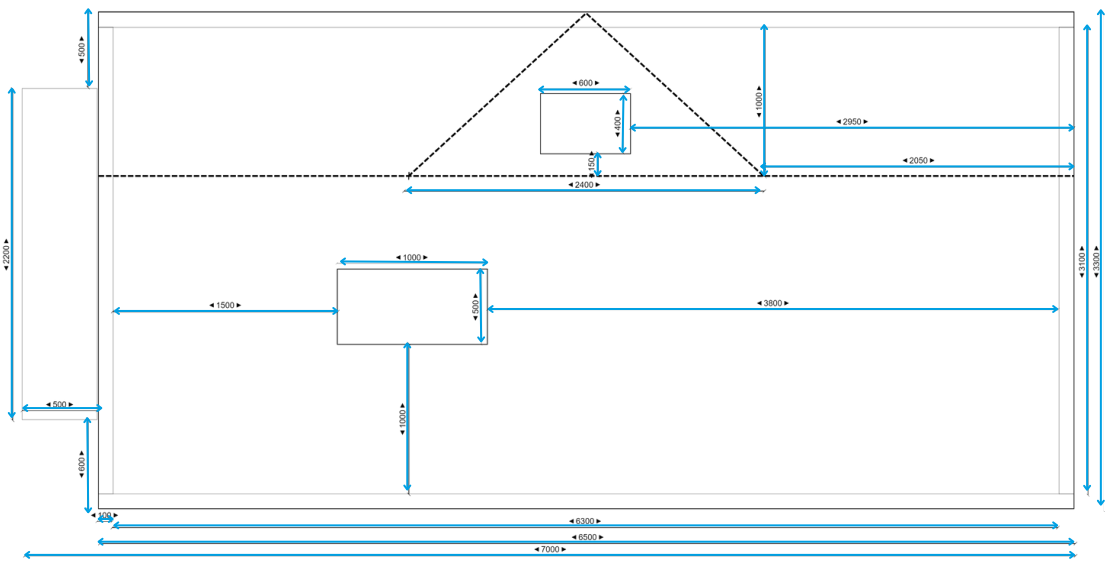 ◄ 500 ►
◄ 600 ►
◄ 400 ►
◄ 1000 ►
◄ 2950 ►
150 ►
◄ 2050 ►
◄ 2400 ►
◄ 2200 ►
◄ 1000 ►
◄ 3100 ►
◄ 3300 ►
◄ 1500 ►
◄ 500 ►
◄ 3800 ►
◄ 500 ►
◄ 1000 ►
◄ 600 ►
◄ 100 ►
◄ 6300 ►
◄ 6500 ►
◄ 7000 ►